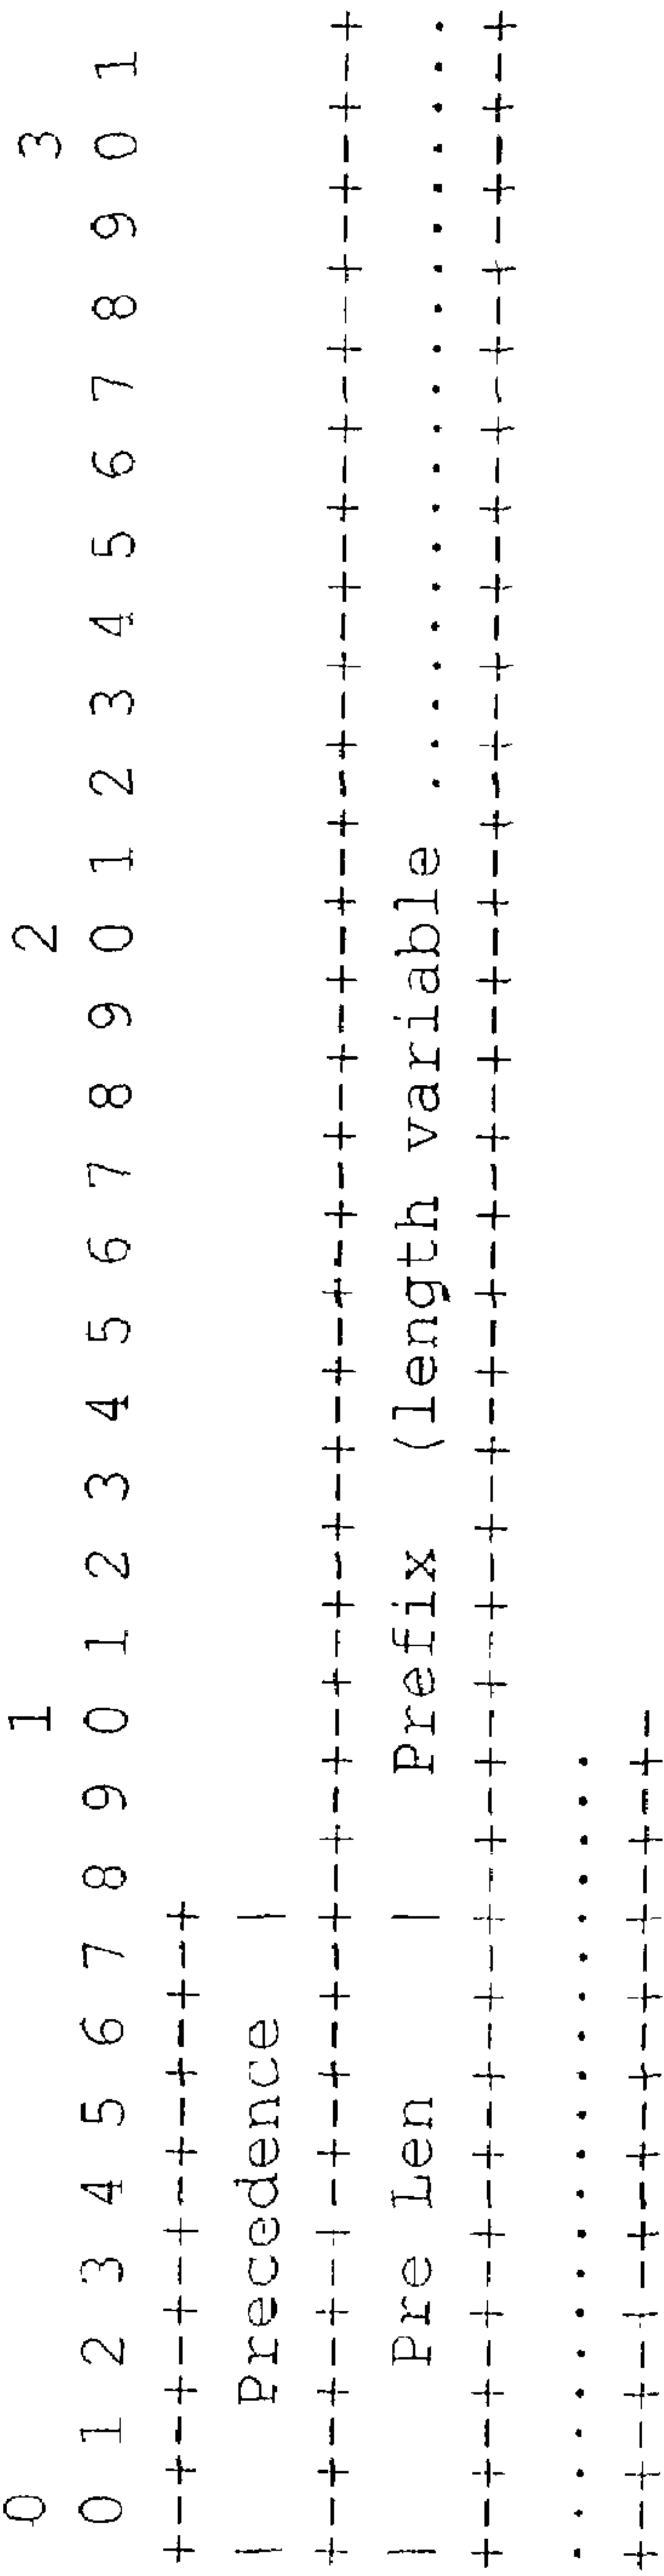 0                   1                   2                   3
 0 1 2 3 4 5 6 7 8 9 0 1 2 3 4 5 6 7 8 9 0 1 2 3 4 5 6 7 8 9 0 1
+-+-+-+-+-+-+-+-+
|   Precedence  |
+-+-+-+-+-+-+-+-+-+-+-+-+-+-+-+-+-+-+-+-+-+-+-+-+-+-+-+-+-+-+-+-+
|    Pre Len    |   Prefix  (length variable ....................
+-+-+-+-+-+-+-+-+-+-+-+-+-+-+-+-+-+-+-+-+-+-+-+-+-+-+-+-+-+-+-+-+
.....................
+-+-+-+-+-+-+-+-+-+-+-